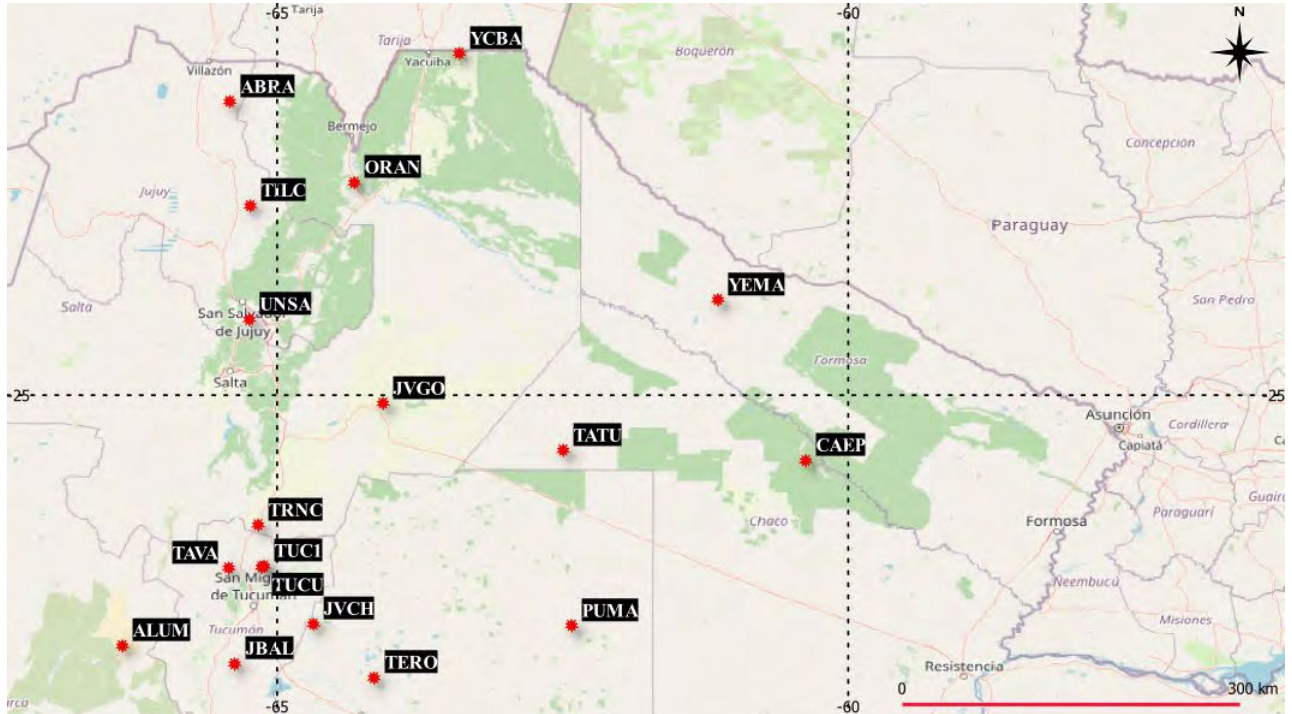 -65
-60
N
Tarija
Tarija
YCBA
Yacuiba
Boquerón
Villazón
ABRA
Bermejo
Concepción
ORAN
Jujuy
TILC
Paraguay
YEMA
Salta
UNSA
San Salvador
de Jujuy
San Pedro
Formosa
Salta
JVGO
-25
-25
Asunción
Cordillera
Capiatá
TATU
CAEP
Guair
TRNC
Chaco
Formosa
Paraguarí
TAVA
TUC1
San Mig
TUCU
de Tucumán
Ñeembucú
JVCH
PUMA
Misiones
ALUM
Tucumán
JBAL
TERO
Resistencia
0
300 km
-65
-60